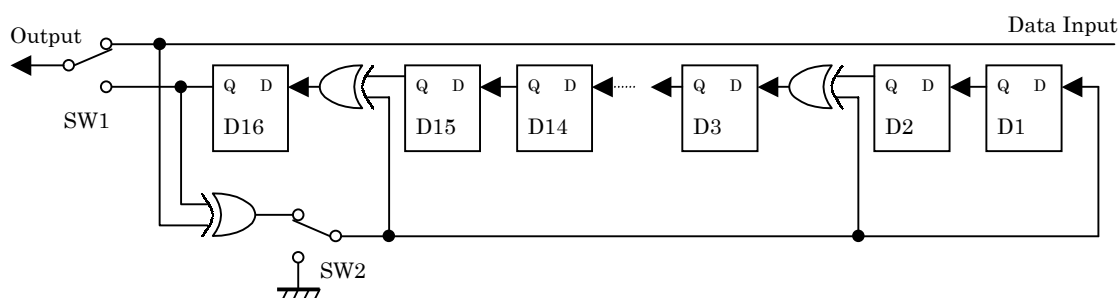 Output
Data Input
Q D Q D Q D Q D Q D Q D
D16 D15 D14 D3 D2 D1
SW1
SW2